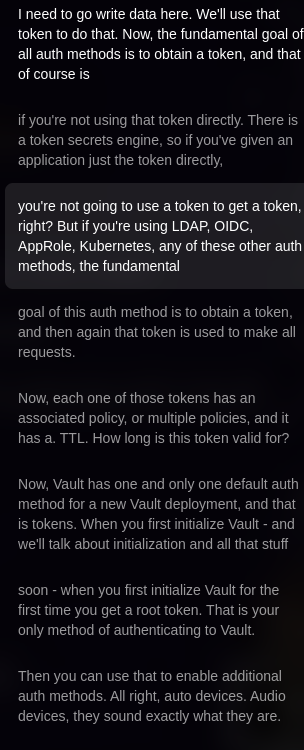 I need to go write data here. We'll use that
token to do that. Now, the fundamental goal of
all auth methods is to obtain a token, and that
of course is
if you're not using that token directly. There is
a token secrets engine, so if you've given an
application just the token directly,
you're not going to use a token to get a token,
right? But if you're using LDAP, OIDC,
AppRole, Kubernetes, any of these other auth
methods, the fundamental
goal of this auth method is to obtain a token,
and then again that token is used to make all
requests.
Now, each one of those tokens has an
associated policy, or multiple policies, and it
has a. TTL. How long is this token valid for?
Now, Vault has one and only one default auth
method for a new Vault deployment, and that
is tokens. When you first initialize Vault - and
we'll talk about initialization and all that stuff
soon - when you first initialize Vault for the
first time you get a root token. That is your
only method of authenticating to Vault.
Then you can use that to enable additional
auth methods. All right, auto devices. Audio
devices, they sound exactly what they are.